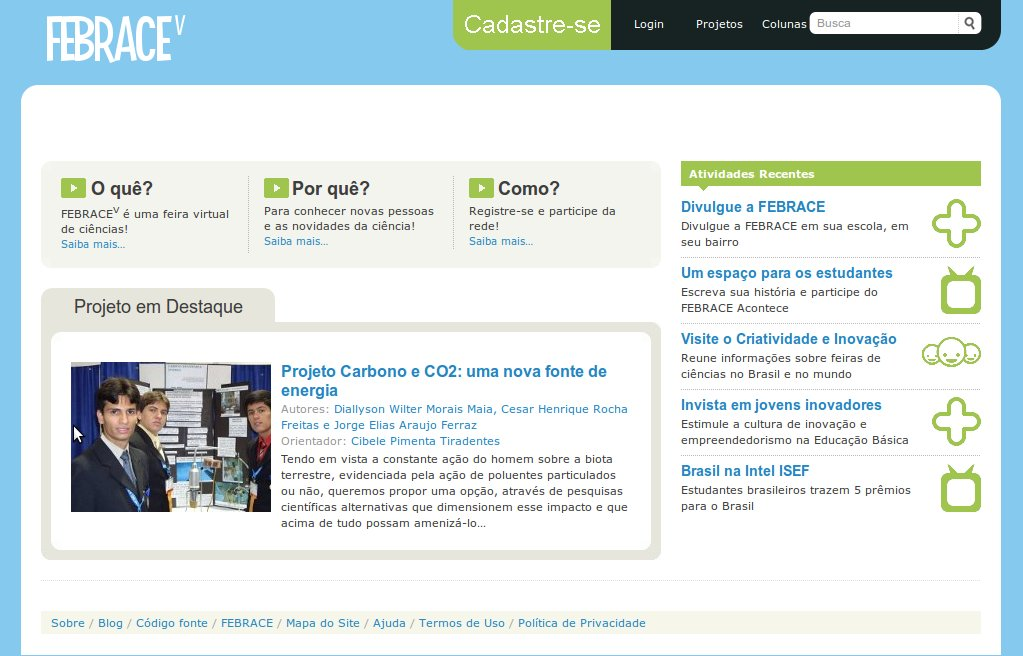 FEBRACE V
Cadastre-se
Login
Projetos
Colunas
Busca
O quê?
FEBRACEV é uma feira virtual
de ciências!
Saiba mais...
Por quê?
Para conhecer novas pessoas
e as novidades da ciência!
Saiba mais...
Como?
Registre-se e participe da
rede!
Saiba mais...
Projeto em Destaque
Projeto Carbono e CO2: uma nova fonte de
energia
Autores: Diallyson Wilter Morais Maia, Cesar Henrique Rocha
Freitas e Jorge Elias Araujo Ferraz
Orientador: Cibele Pimenta Tiradentes
Tendo em vista a constante ação do homem sobre a biota
terrestre, evidenciada pela ação de poluentes particulados
ou não, queremos propor uma opção, através de pesquisas
científicas alternativas que dimensionem esse impacto e que
acima de tudo possam amenizá-lo...
Atividades Recentes
Divulgue a FEBRACE
Divulgue a FEBRACE em sua escola, em
seu bairro
Um espaço para os estudantes
Escreva sua história e participe do
FEBRACE Acontece
Visite o Criatividade e Inovação
Reune informações sobre feiras de
ciências no Brasil e no mundo
Invista em jovens inovadores
Estimule a cultura de inovação e
empreendedorismo na Educação Básica
Brasil na Intel ISEF
Estudantes brasileiros trazem 5 prêmios
para o Brasil
Sobre / Blog / Código fonte / FEBRACE / Mapa do Site / Ajuda / Termos de Uso / Política de Privacidade